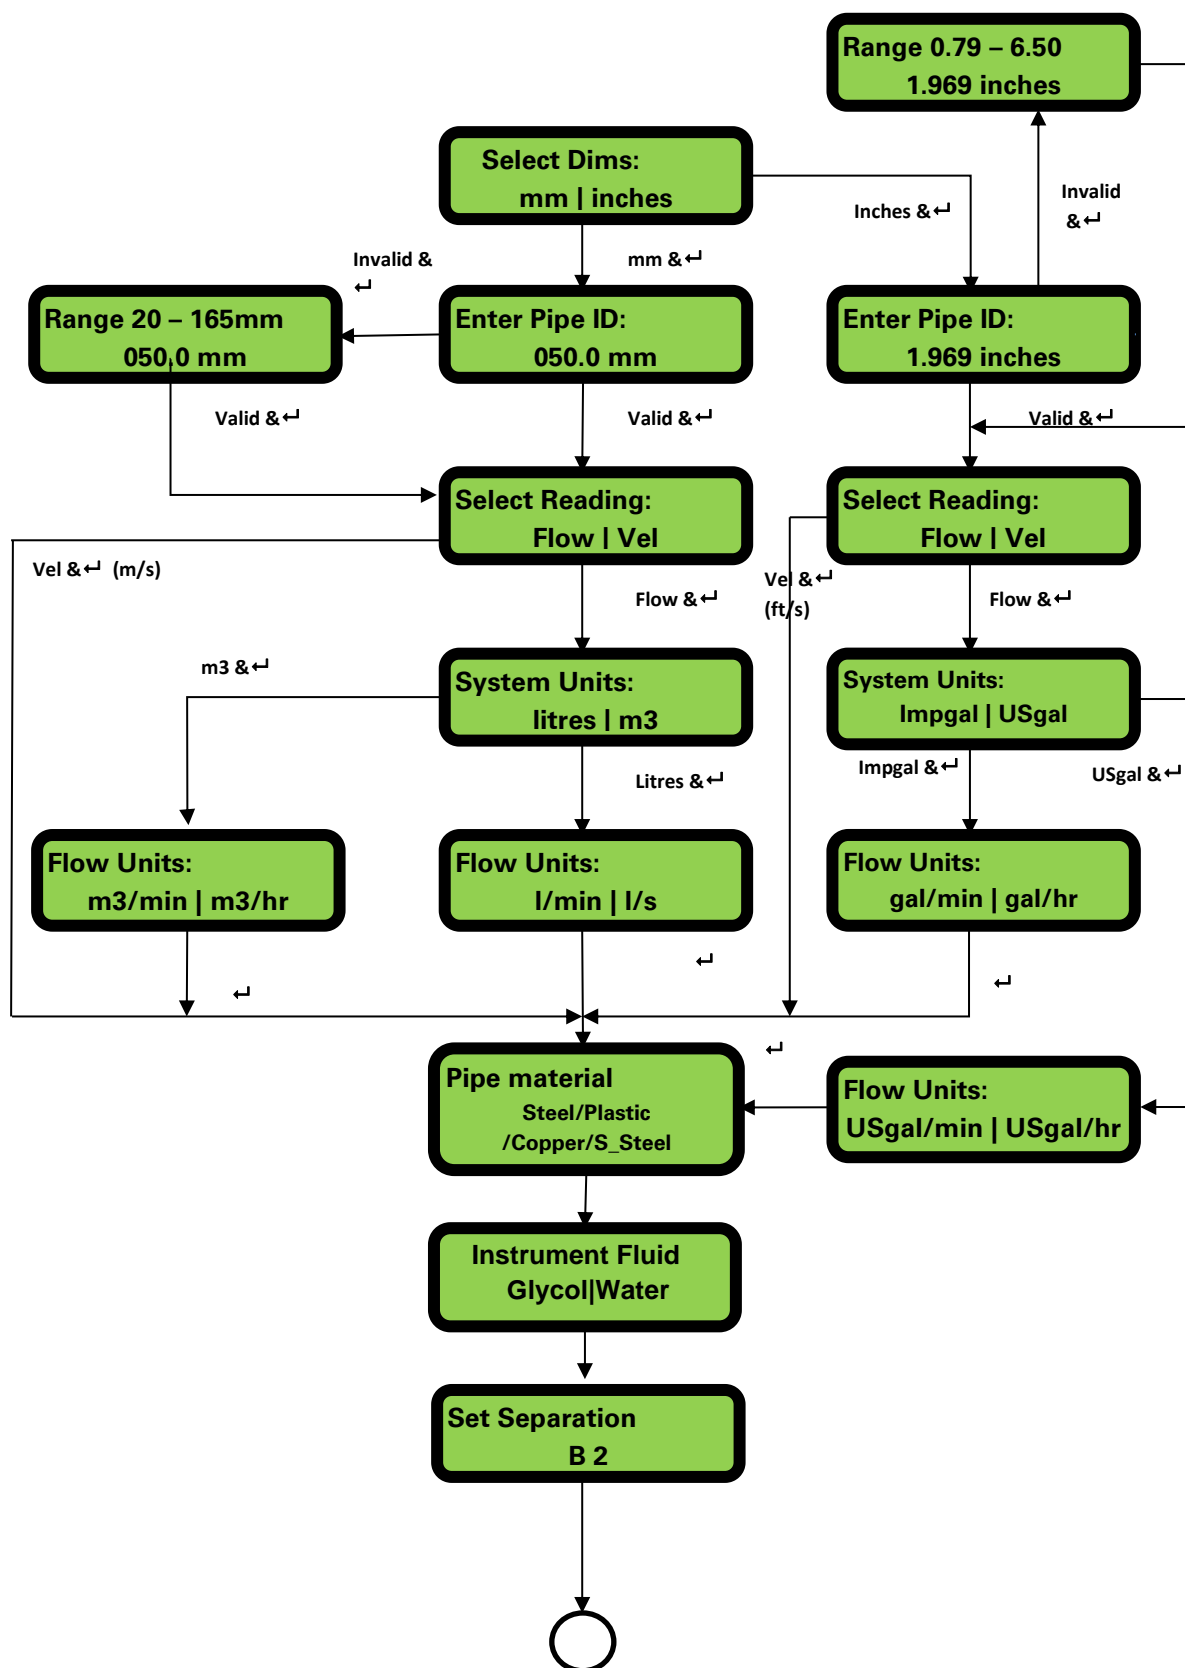 Range 0.79 – 6.50
1.969 inches
Select Dims:
mm | inches
Inches &↵
Invalid
&↵
Invalid &
↵
mm &↵
Range 20 – 165mm
050.0 mm
Enter Pipe ID:
050.0 mm
Enter Pipe ID:
1.969 inches
Valid &↵
Valid &↵
Valid &↵
Select Reading:
Flow | Vel
Select Reading:
Flow | Vel
Vel &↵ (m/s)
Flow &↵
Vel &↵
(ft/s)
Flow &↵
m3 &↵
System Units:
litres | m3
System Units:
Impgal | USgal
Litres &↵
Impgal &↵
USgal &↵
Flow Units:
m3/min | m3/hr
Flow Units:
l/min | l/s
Flow Units:
gal/min | gal/hr
↵
↵
↵
↵
Pipe material
Steel/Plastic
/Copper/S_Steel
Flow Units:
USgal/min | USgal/hr
Instrument Fluid
Glycol|Water
Set Separation
B 2